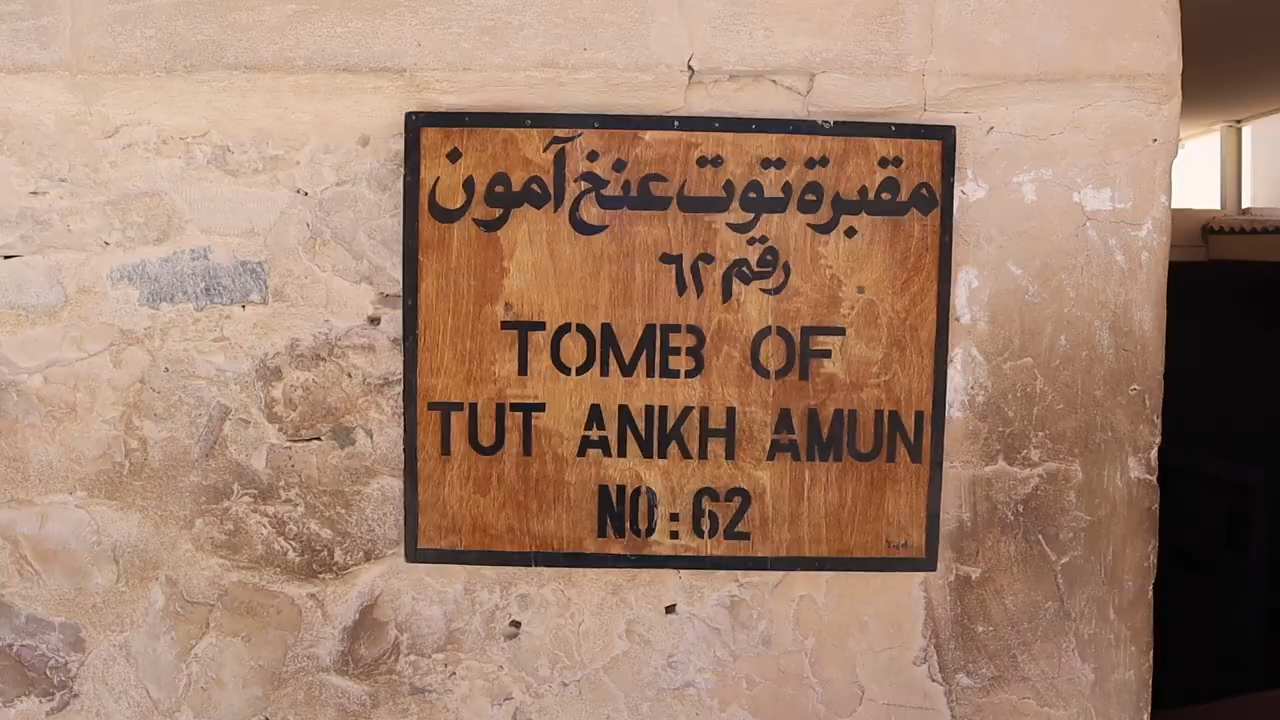 مقبرة توت عنخ آمون
رقم ٦٢
TOMB OF
TUT ANKH AMUN
NO: 62